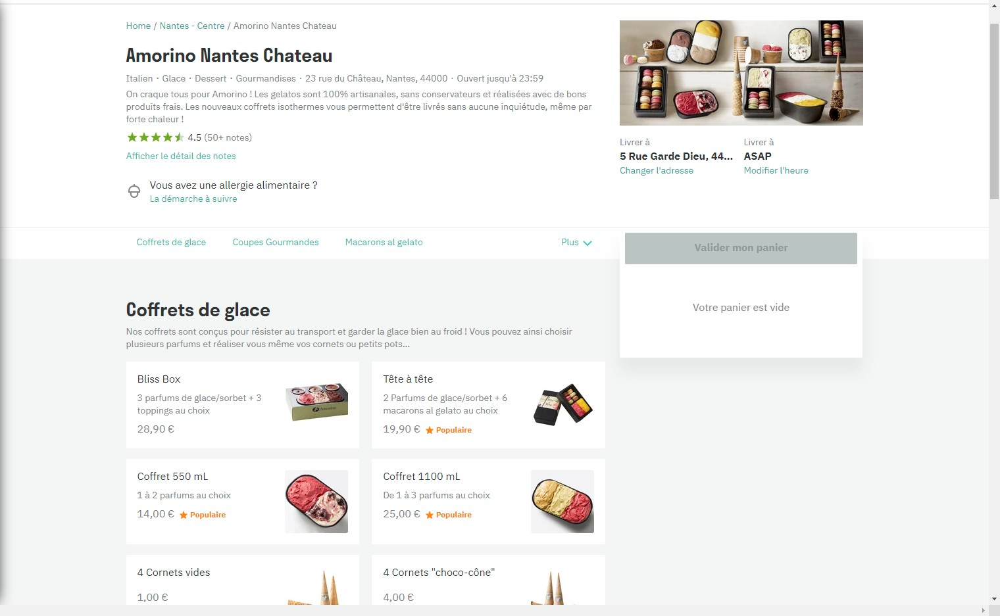 Home / Nantes - Centre / Amorino Nantes Chateau
Amorino Nantes Chateau
Italien · Glace · Dessert · Gourmandises · 23 rue du Château, Nantes, 44000 · Ouvert jusqu'à 23:59
On craque tous pour Amorino ! Les gelatos sont 100% artisanales, sans conservateurs et réalisées avec de bons
produits frais. Les nouveaux coffrets isothermes vous permettent d'être livrés sans aucune inquiétude, même par
forte chaleur !
4.5 (50+ notes)
Afficher le détail des notes
Vous avez une allergie alimentaire ?
La démarche à suivre
Livrer à
5 Rue Garde Dieu, 44...
Changer l'adresse
Livrer à
ASAP
Modifier l'heure
Coffrets de glace
Coupes Gourmandes
Macarons al gelato
Plus
Valider mon panier
Votre panier est vide
Coffrets de glace
Nos coffrets sont conçus pour résister au transport et garder la glace bien au froid ! Vous pouvez ainsi choisir
plusieurs parfums et réaliser vous même vos cornets ou petits pots...
Bliss Box
3 parfums de glace/sorbet + 3
toppings au choix
28,90 €
Amorino
Tête à tête
2 Parfums de glace/sorbet + 6
macarons al gelato au choix
19,90 € Populaire
Coffret 550 mL
1 à 2 parfums au choix
14,00 € Populaire
Coffret 1100 mL
De 1 à 3 parfums au choix
25,00 € Populaire
4 Cornets vides
1,00 €
4 Cornets "choco-cône"
4,00 €